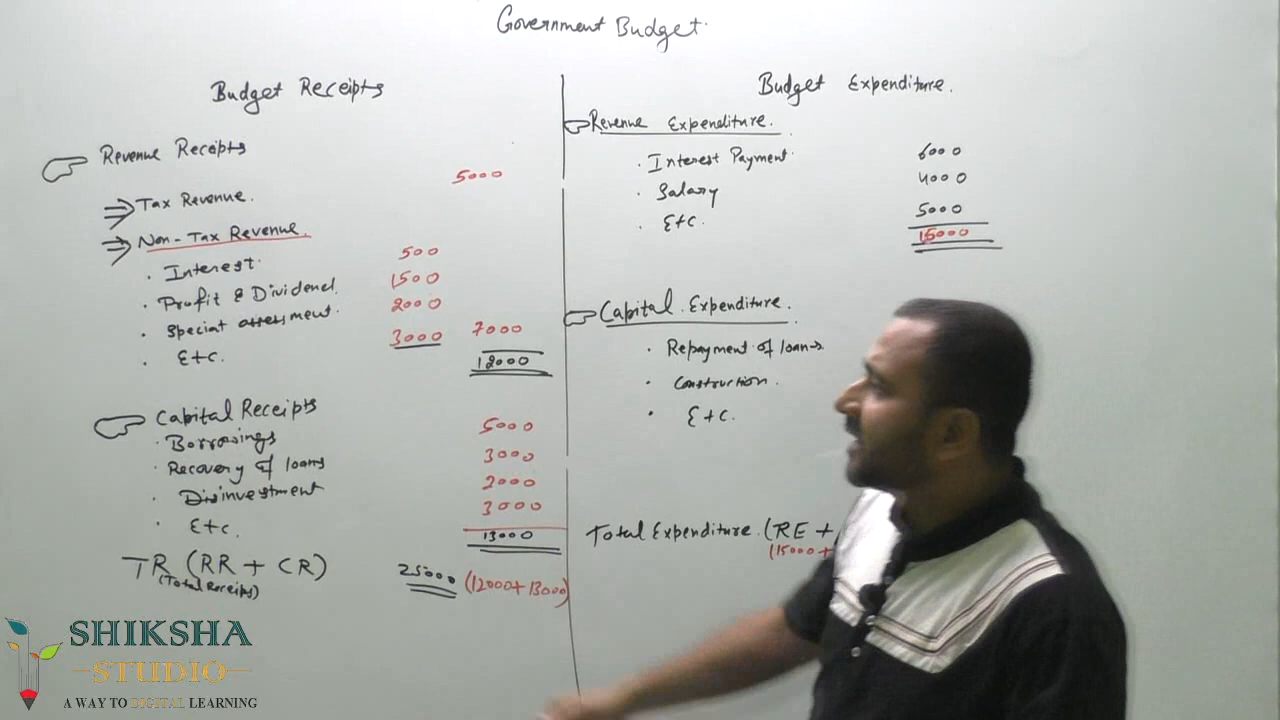 Government Budget.
Budget Receipts
Revenue Receipts
5000
⇒ Tax Revenue.
⇒ Non-Tax Revenue.
· Interest. 500
· Profit & Dividend. 1500
· Special assessment. 2000
· Etc. 3000 7000
12000
Capital Receipts
· Borrowings 5000
· Recovery of loans 3000
· Disinvestment 2000
· Etc. 3000
13000
TR (RR + CR) 25000 (12000+13000)
(Total Receipts)
Budget Expenditure.
Revenue Expenditure.
· Interest Payment. 6000
· Salary 4000
· Etc. 5000
15000
Capital Expenditure.
· Repayment of loans.
· Construction.
· Etc.
Total Expenditure. (RE +
(15000+
SHIKSHA
STUDIO
A WAY TO DIGITAL LEARNING